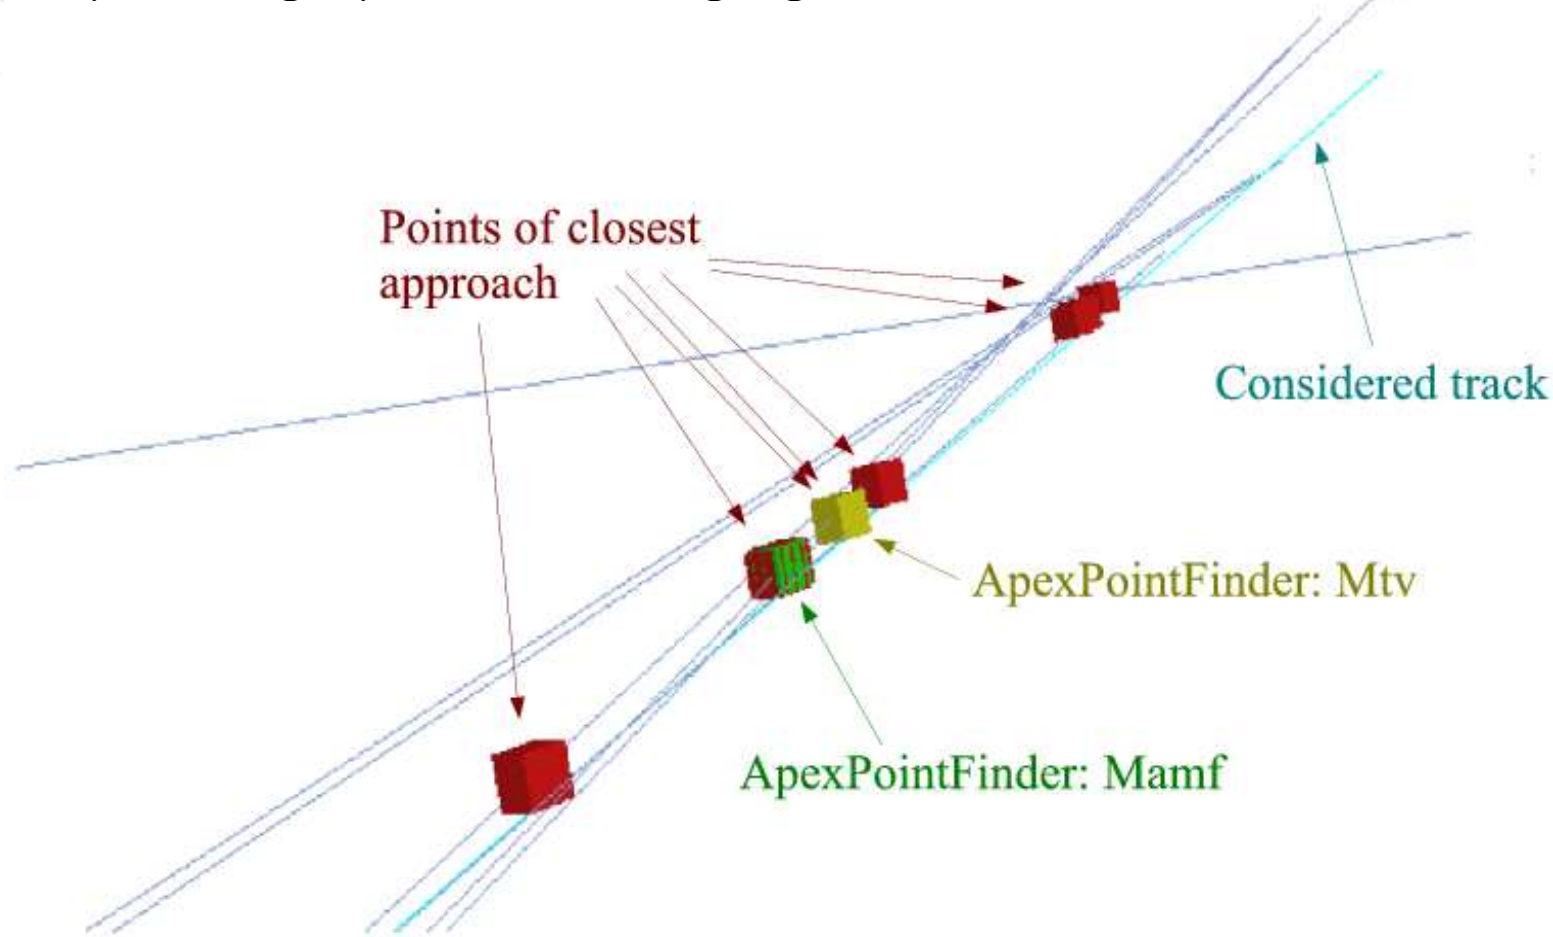 Points of closest
approach
Considered track
ApexPointFinder: Mtv
ApexPointFinder: Mamf